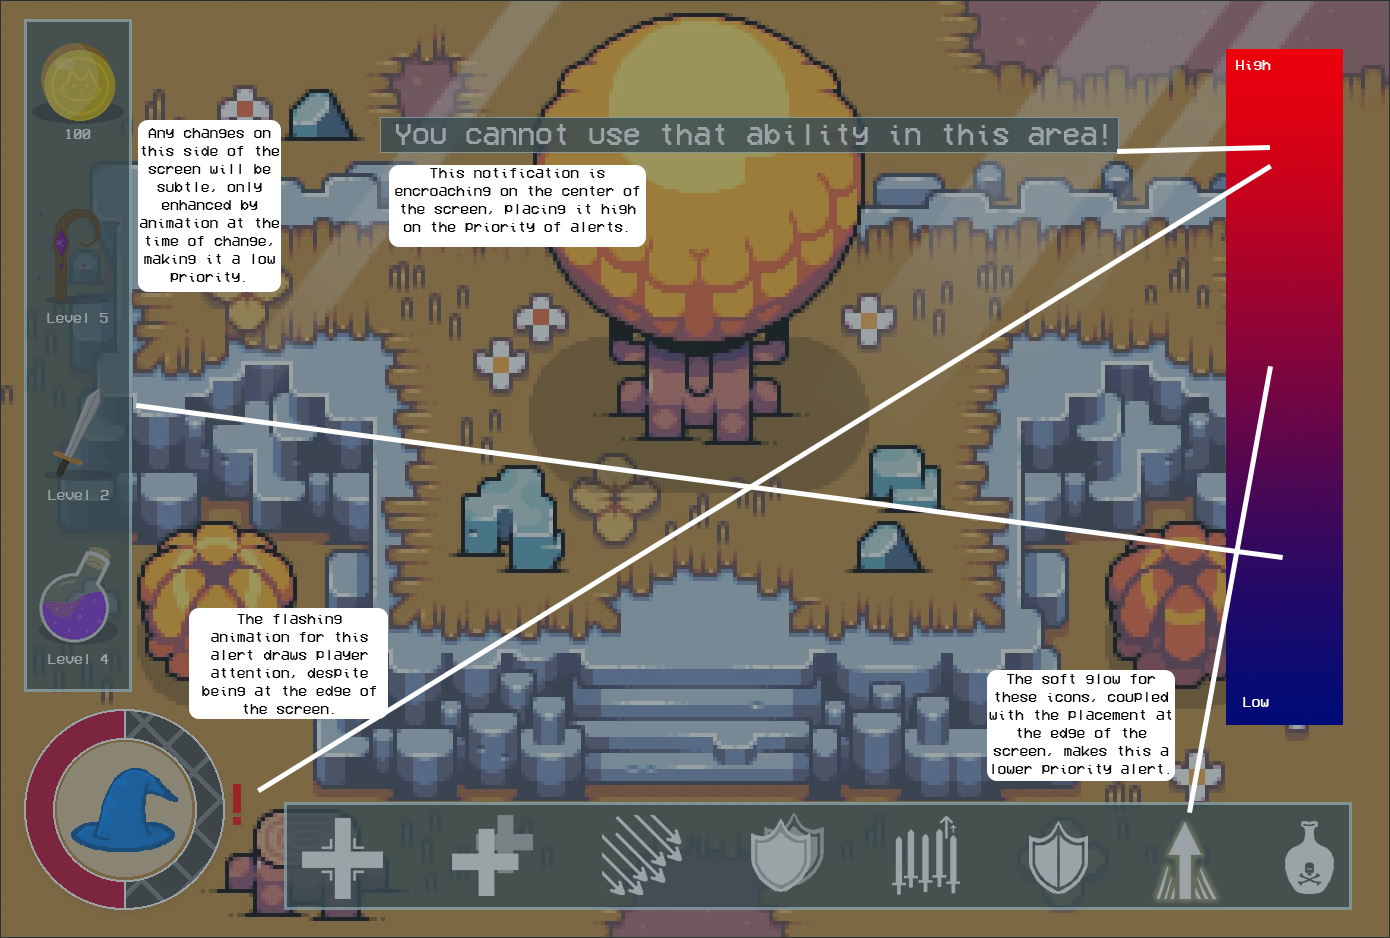 High
100
You cannot use that ability in this area!
Any changes on
this side of the
screen will be
subtle, only
enhanced by
animation at the
time of change,
making it a low
priority.
This notification is
encroaching on the center of
the screen, placing it high
on the priority of alerts.
Level 5
Level 2
The flashing
animation for this
alert draws player
attention, despite
being at the edge of
the screen.
Level 4
The soft glow for
these icons, coupled
with the placement at
the edge of the
screen, makes this a
lower priority alert.
Low
!